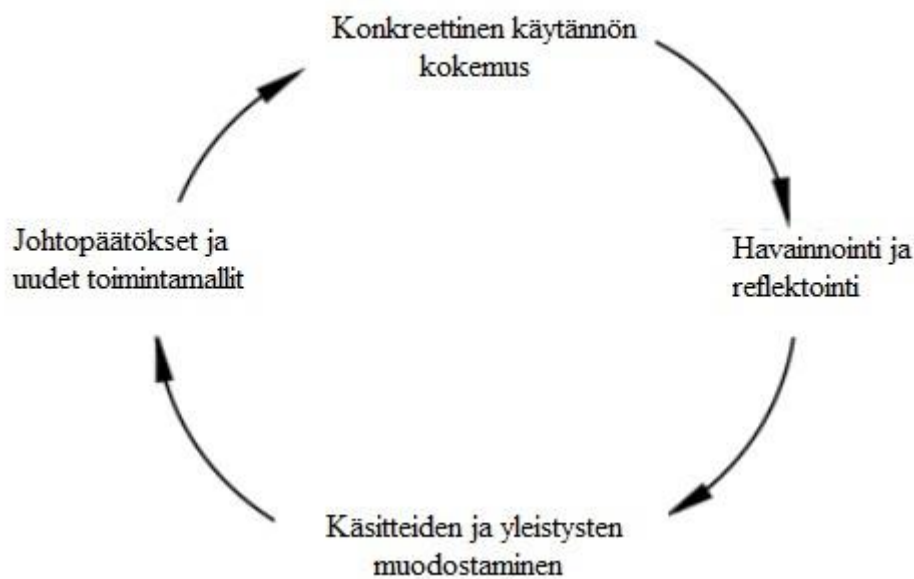 Konkreettinen käytännön
kokemus
Havainnointi ja
reflektointi
Käsitteiden ja yleistysten
muodostaminen
Johtopäätökset ja
uudet toimintamallit